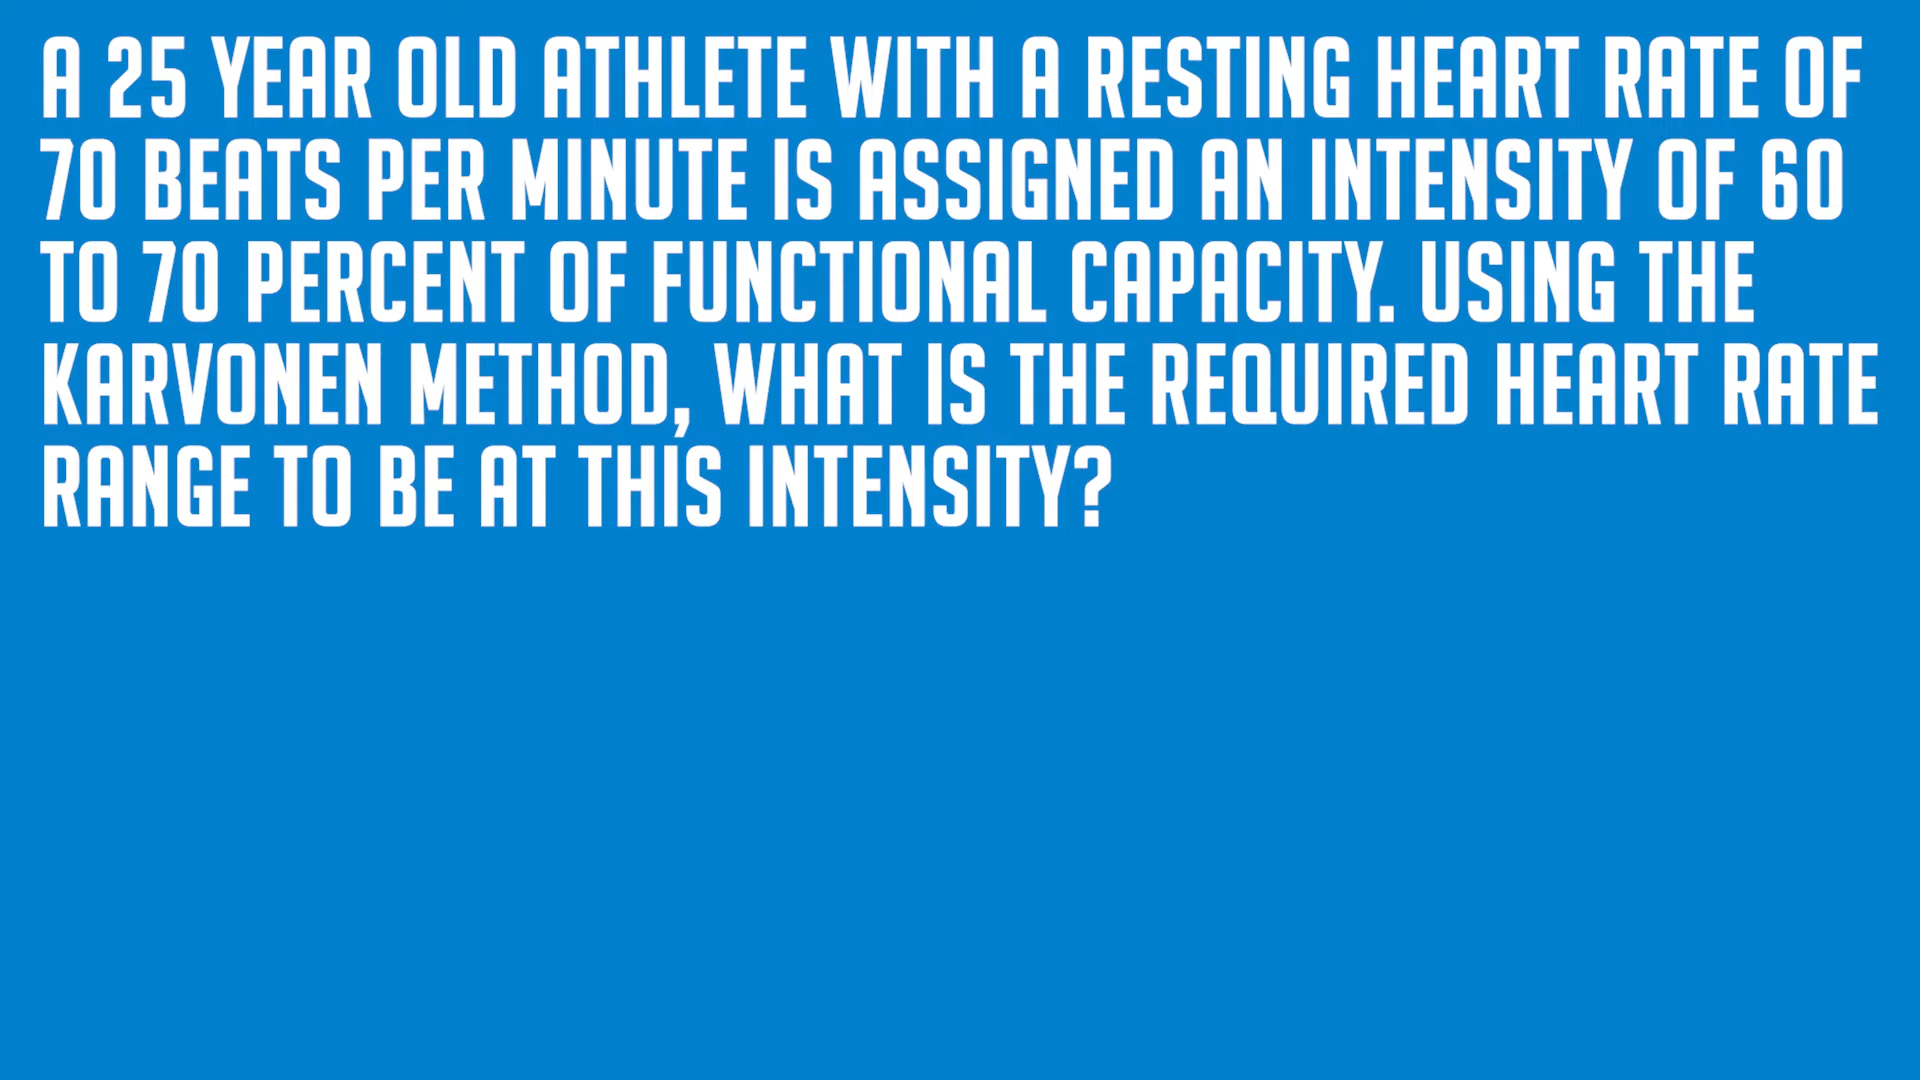 A 25 YEAR OLD ATHLETE WITH A RESTING HEART RATE OF
70 BEATS PER MINUTE IS ASSIGNED AN INTENSITY OF 60
TO 70 PERCENT OF FUNCTIONAL CAPACITY. USING THE
KARVONEN METHOD, WHAT IS THE REQUIRED HEART RATE
RANGE TO BE AT THIS INTENSITY?